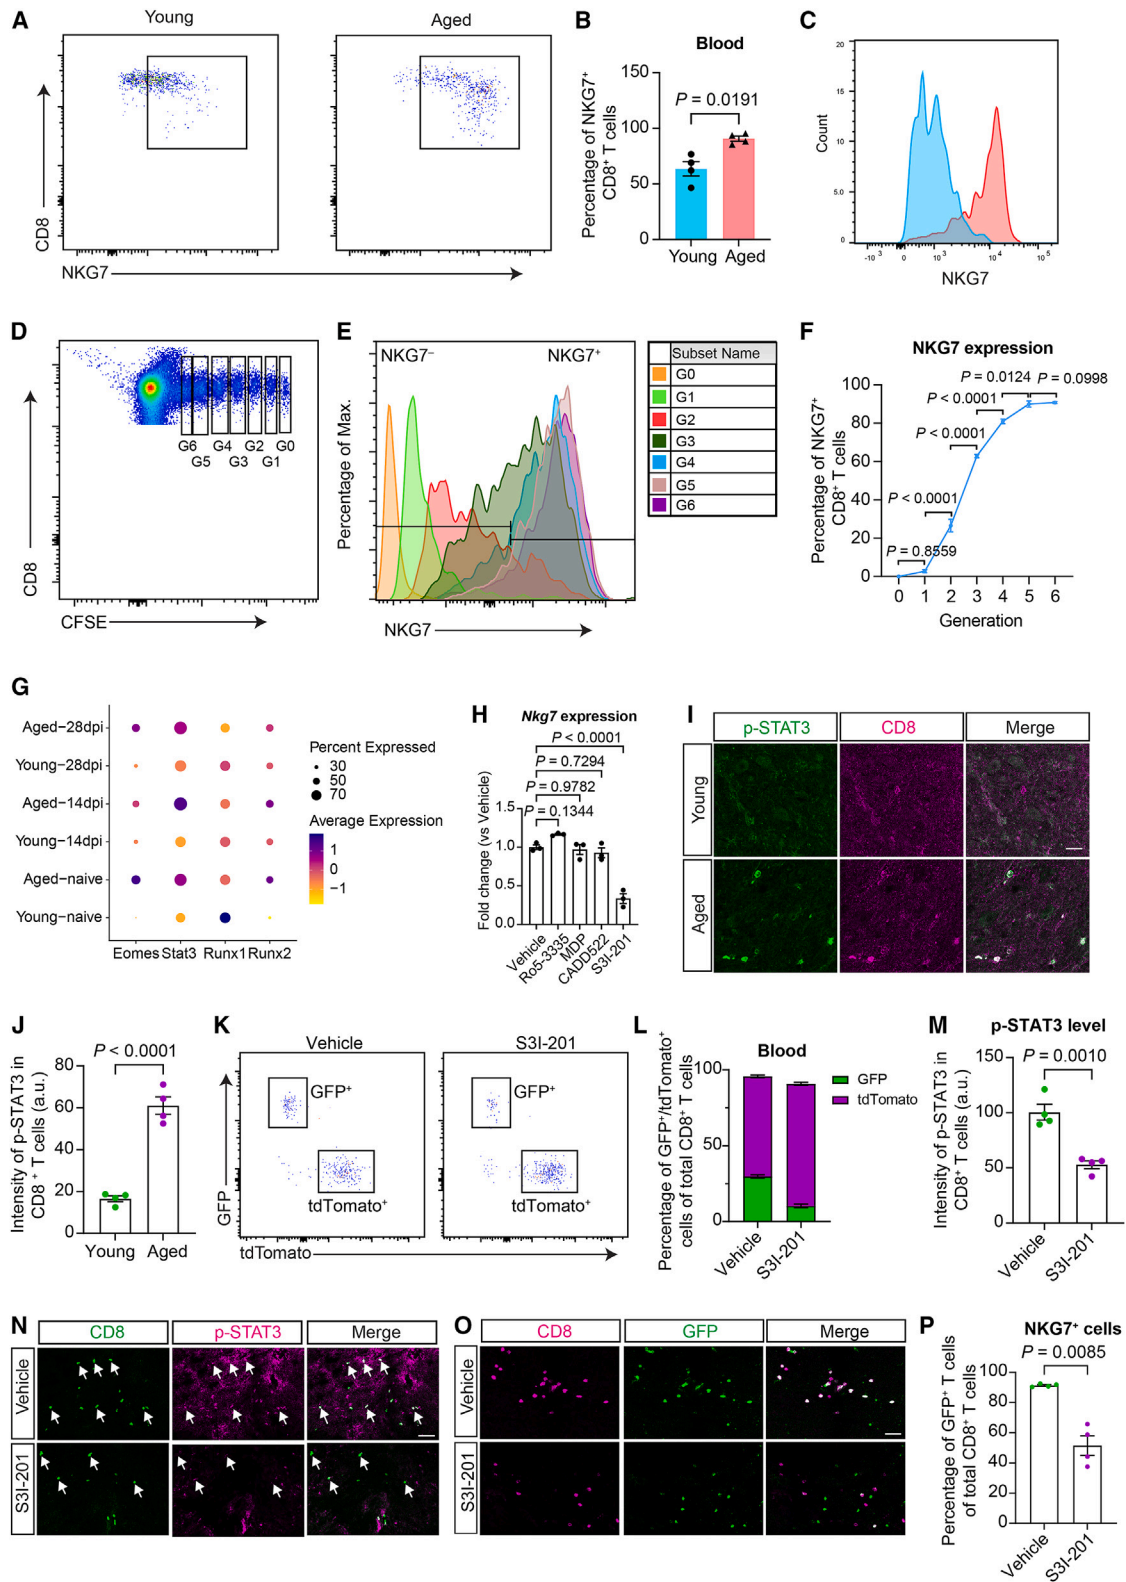 A
Young
Aged
CD8
NKG7
B
Blood
Percentage of NKG7⁺
CD8⁺ T cells
150
100
50
0
P = 0.0191
Young Aged
C
Count
20
15
10
5.0
0
-10³ 0 10³ 10⁴ 10⁵
NKG7
D
CD8
G6 G4 G2 G0
G5 G3 G1
CFSE
E
Percentage of Max.
NKG7⁻
NKG7⁺
NKG7
Subset Name
G0
G1
G2
G3
G4
G5
G6
F
NKG7 expression
Percentage of NKG7⁺
CD8⁺ T cells
100
80
60
40
20
0
P = 0.0124 P = 0.0998
P < 0.0001
P < 0.0001
P < 0.0001
P = 0.8559
0 1 2 3 4 5 6
Generation
G
Aged−28dpi
Young−28dpi
Aged−14dpi
Young−14dpi
Aged−naive
Young−naive
Eomes Stat3 Runx1 Runx2
Percent Expressed
30
50
70
Average Expression
1
0
−1
H
Nkg7 expression
P < 0.0001
P = 0.7294
P = 0.9782
P = 0.1344
Fold change (vs Vehicle)
1.5
1.0
0.5
0.0
Vehicle
Ro5-3335
MDP
CADD522
S3I-201
I
p-STAT3
CD8
Merge
Young
Aged
J
P < 0.0001
Intensity of p-STAT3 in
CD8⁺ T cells (a.u.)
80
60
40
20
0
Young Aged
K
Vehicle
S3I-201
GFP⁺
GFP⁺
tdTomato⁺
tdTomato⁺
GFP
tdTomato
L
Blood
Percentage of GFP⁺/tdTomato⁺
cells of total CD8⁺ T cells
100
50
0
GFP
tdTomato
Vehicle
S3I-201
M
p-STAT3 level
P = 0.0010
Intensity of p-STAT3 in
CD8⁺ T cells (a.u.)
150
100
50
0
Vehicle
S3I-201
N
CD8
p-STAT3
Merge
Vehicle
S3I-201
O
CD8
GFP
Merge
Vehicle
S3I-201
P
NKG7⁺ cells
P = 0.0085
Percentage of GFP⁺ T cells
of total CD8⁺ T cells
100
80
60
40
20
0
Vehicle
S3I-201